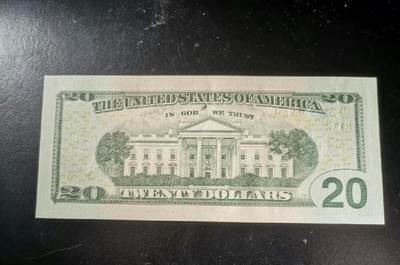 20 20
THE UNITED STATES OF AMERICA
IN GOD WE TRUST
20 TWENTY DOLLARS 20